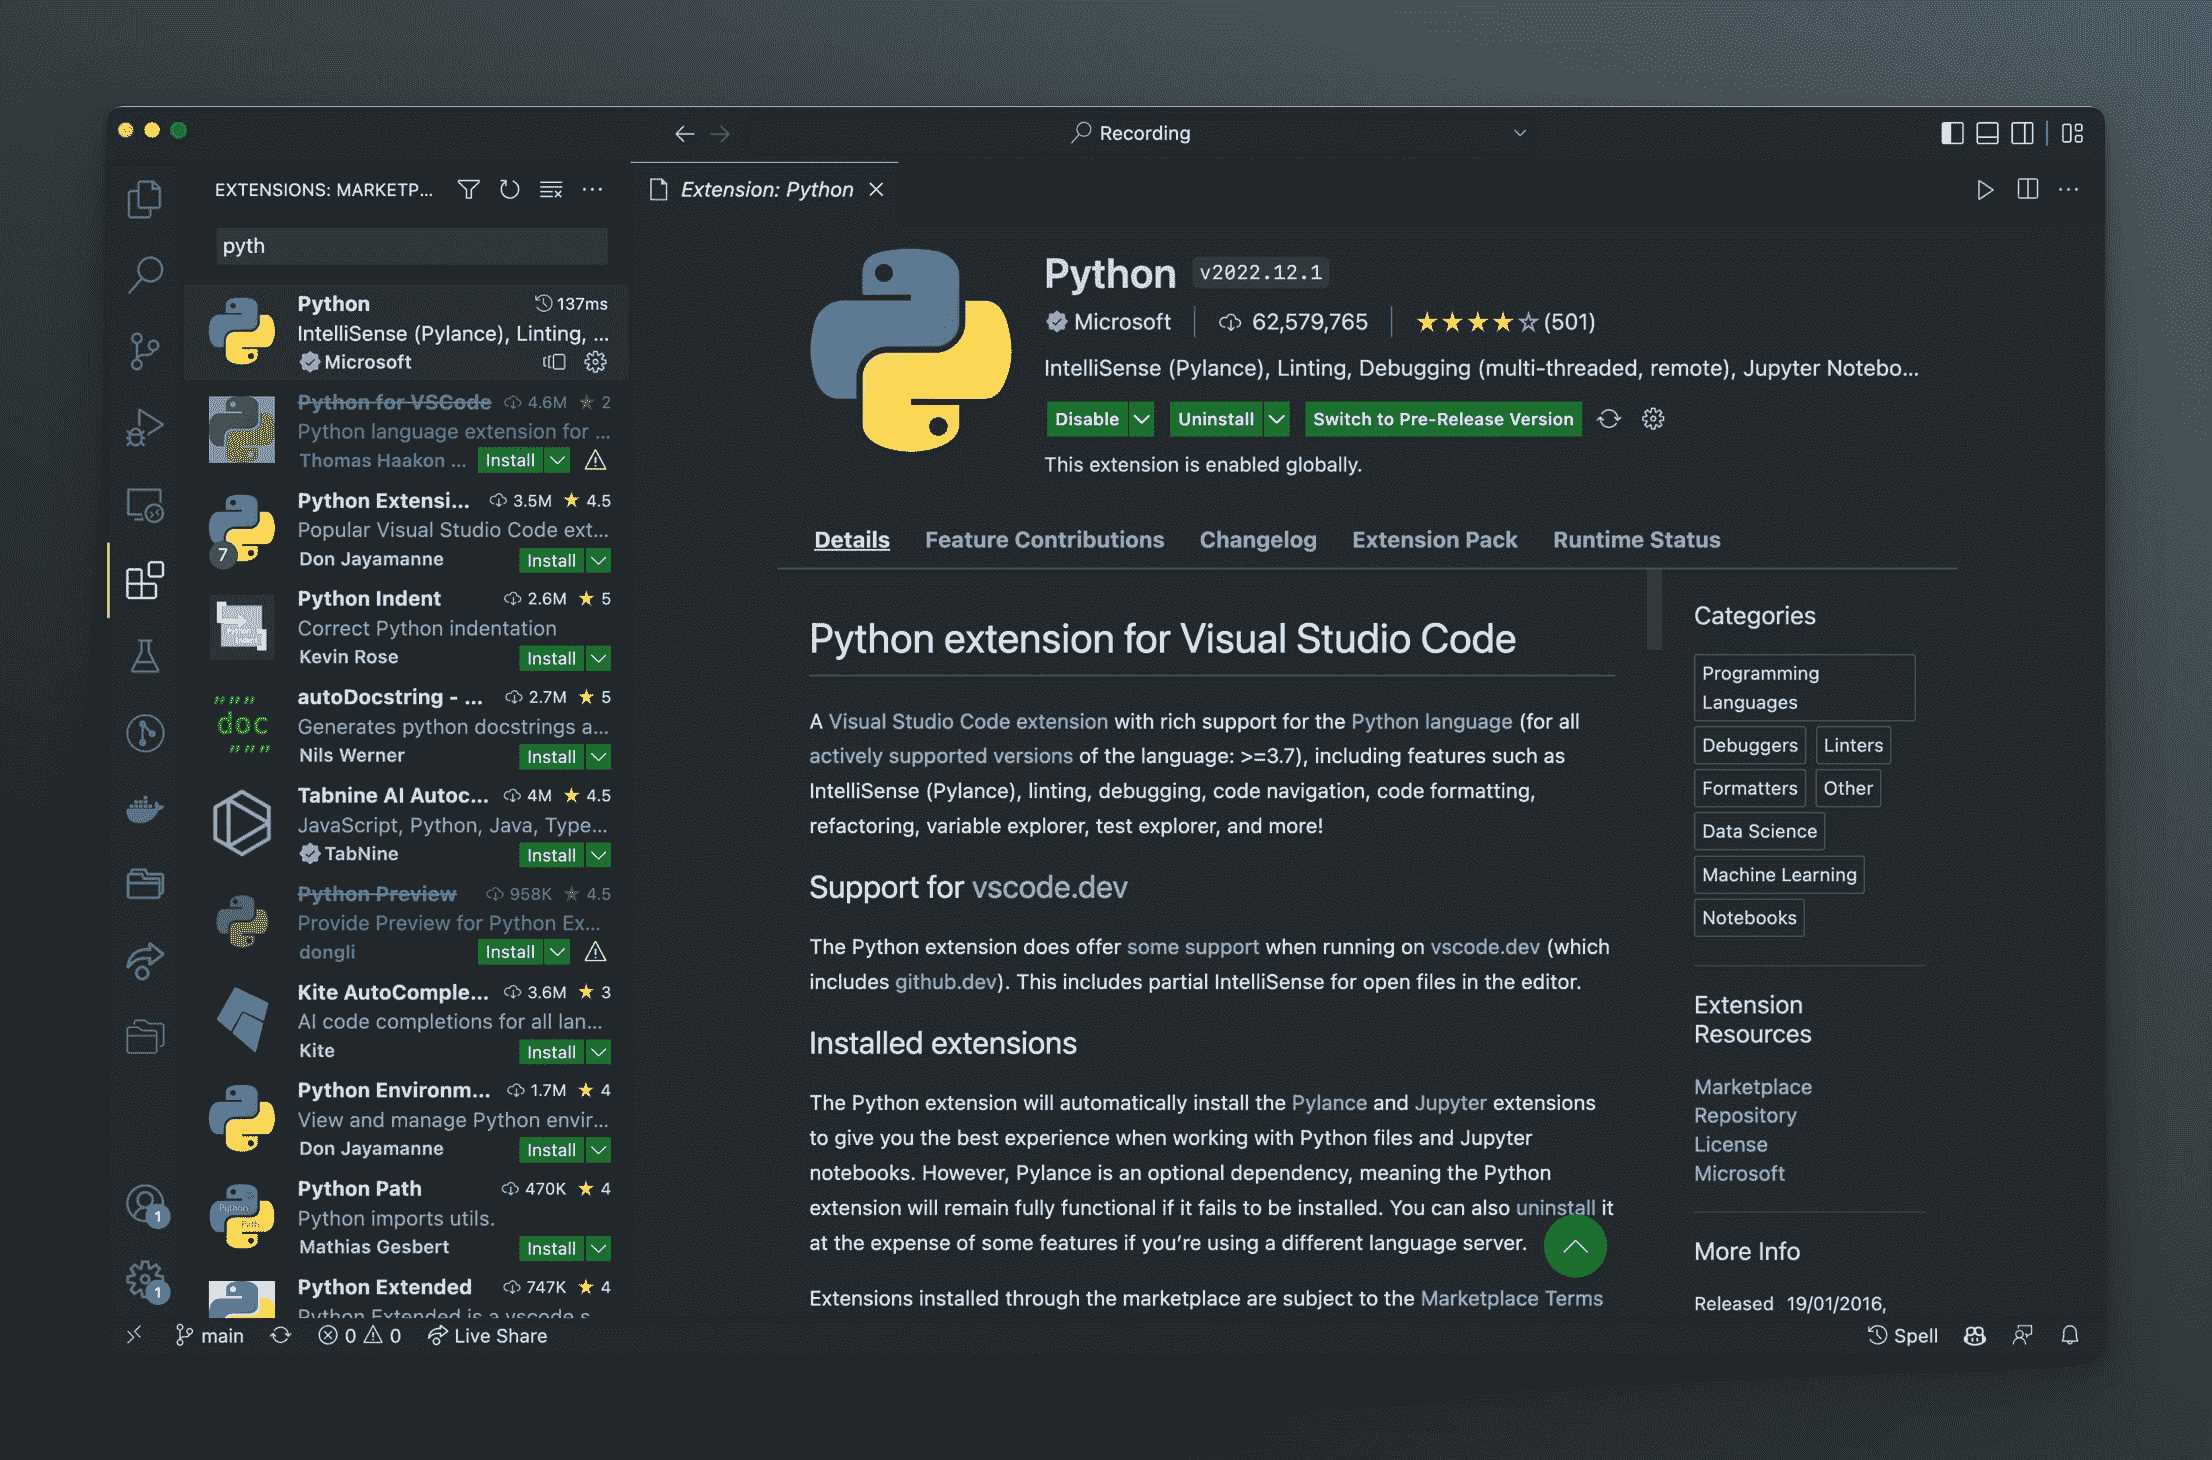 Recording
EXTENSIONS: MARKETP...
pyth
Python 137ms
IntelliSense (Pylance), Linting, ...
Microsoft
Python for VSCode 4.6M 2
Python language extension for ...
Thomas Haakon ... Install
Python Extensi... 3.5M 4.5
Popular Visual Studio Code ext...
7
Don Jayamanne Install
Python Indent 2.6M 5
Correct Python indentation
Kevin Rose Install
autoDocstring - ... 2.7M 5
"""
doc
"""
Generates python docstrings a...
Nils Werner Install
Tabnine AI Autoc... 4M 4.5
JavaScript, Python, Java, Type...
TabNine Install
Python Preview 958K 4.5
Provide Preview for Python Ex...
dongli Install
Kite AutoComple... 3.6M 3
AI code completions for all lan...
Kite Install
Python Environm... 1.7M 4
View and manage Python envir...
Don Jayamanne Install
Python Path 470K 4
Python
Path
Python imports utils.
Mathias Gesbert Install
Python Extended 747K 4
Python Extended is a vscode s
1
1
Extension: Python
Python v2022.12.1
Microsoft 62,579,765 (501)
IntelliSense (Pylance), Linting, Debugging (multi-threaded, remote), Jupyter Notebo...
Disable Uninstall Switch to Pre-Release Version
This extension is enabled globally.
Details Feature Contributions Changelog Extension Pack Runtime Status
Python extension for Visual Studio Code
A Visual Studio Code extension with rich support for the Python language (for all
actively supported versions of the language: >=3.7), including features such as
IntelliSense (Pylance), linting, debugging, code navigation, code formatting,
refactoring, variable explorer, test explorer, and more!
Support for vscode.dev
The Python extension does offer some support when running on vscode.dev (which
includes github.dev). This includes partial IntelliSense for open files in the editor.
Installed extensions
The Python extension will automatically install the Pylance and Jupyter extensions
to give you the best experience when working with Python files and Jupyter
notebooks. However, Pylance is an optional dependency, meaning the Python
extension will remain fully functional if it fails to be installed. You can also uninstall it
at the expense of some features if you’re using a different language server.
Extensions installed through the marketplace are subject to the Marketplace Terms
Categories
Programming
Languages
Debuggers Linters
Formatters Other
Data Science
Machine Learning
Notebooks
Extension
Resources
Marketplace
Repository
License
Microsoft
More Info
Released 19/01/2016,
main 0 0 Live Share
Spell